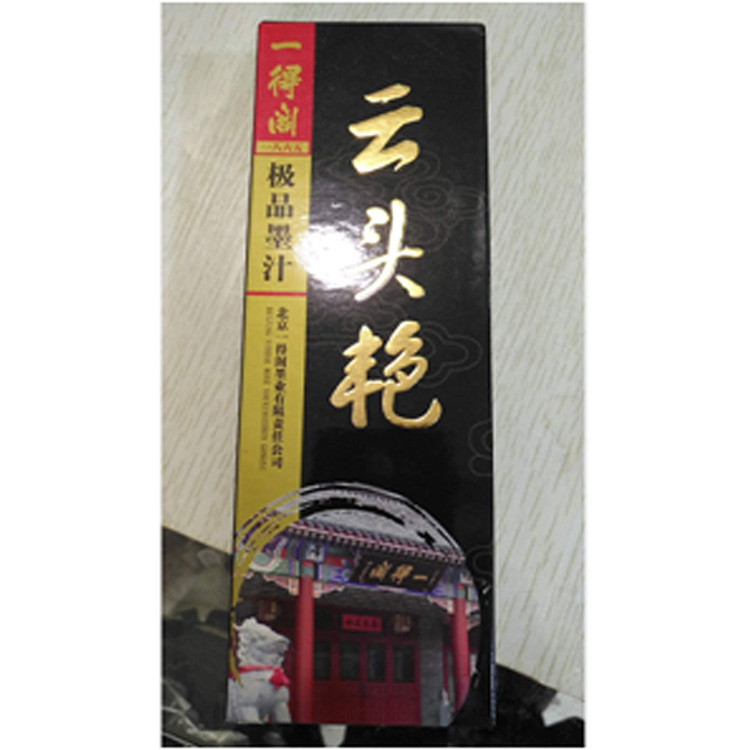 云头艳
一得阁
一八六五
极品墨汁
北京一得阁墨业有限责任公司
一得阁